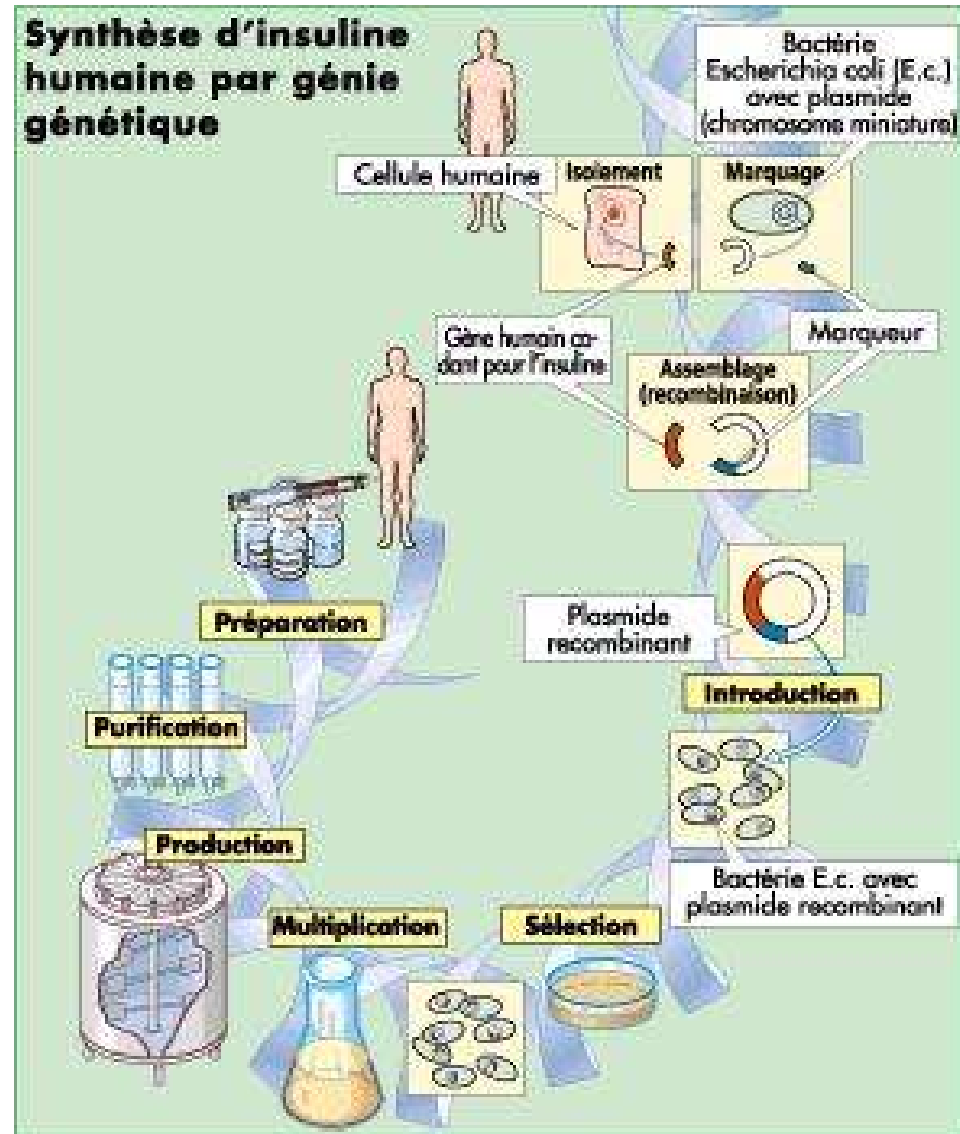 Synthèse d'insuline
humaine par génie
génétique
Bactérie
Escherichia coli (E.c.)
avec plasmide
(chromosome miniature)
Cellule humaine
Isolement
Marquage
Gène humain co-
dant pour l'insuline
Marqueur
Assemblage
(recombinaison)
Plasmide
recombinant
Introduction
Bactérie E.c. avec
plasmide recombinant
Sélection
Multiplication
Production
Purification
Préparation